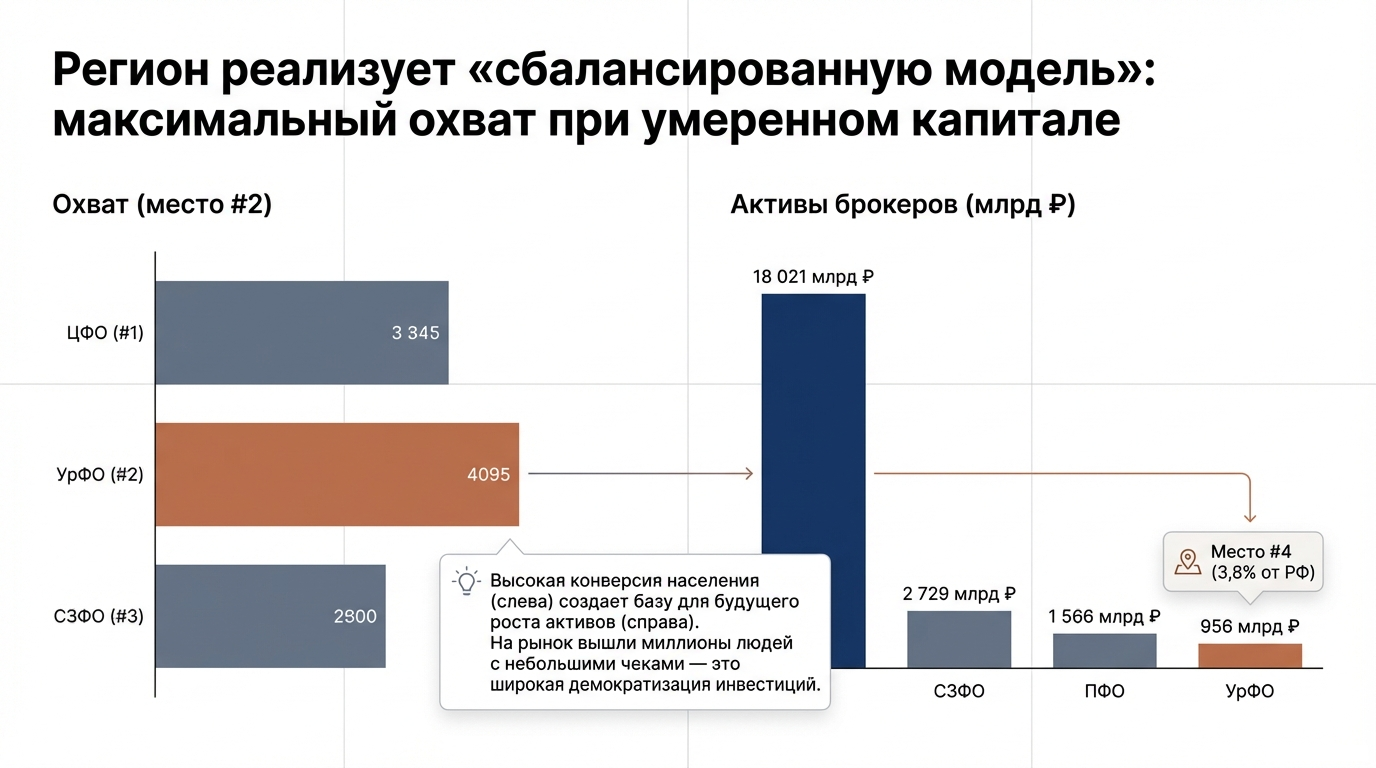 Регион реализует «сбалансированную модель»:
максимальный охват при умеренном капитале
Охват (место #2)
ЦФО (#1)
3 345
УрФО (#2)
4095
СЗФО (#3)
2800
Высокая конверсия населения
(слева) создает базу для будущего
роста активов (справа).
На рынок вышли миллионы людей
с небольшими чеками — это
широкая демократизация инвестиций.
Активы брокеров (млрд ₽)
18 021 млрд ₽
2 729 млрд ₽
1 566 млрд ₽
956 млрд ₽
Место #4
(3,8% от РФ)
СЗФО
ПФО
УрФО